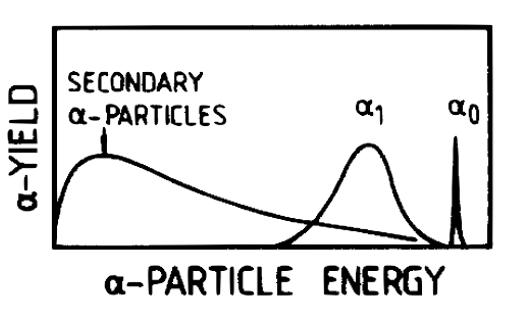 SECONDARY
α-PARTICLES
α₁
α₀
α-YIELD
α-PARTICLE ENERGY